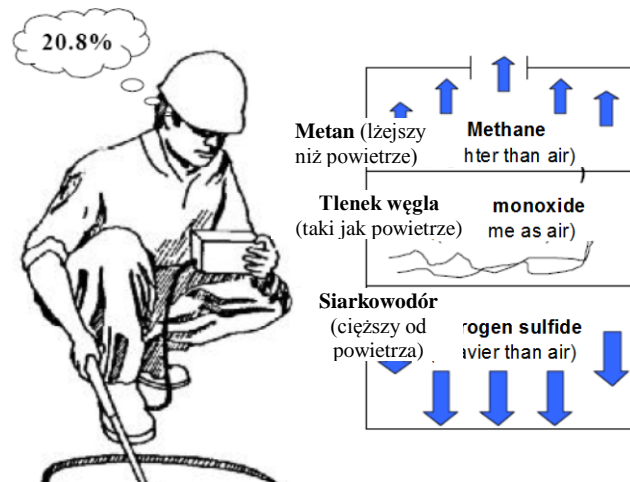 20.8%
Metan (lżejszy
niż powietrze)
Methane
hter than air)
Tlenek węgla
(taki jak powietrze)
monoxide
me as air)
Siarkowodór
(cięższy od
powietrza)
rogen sulfide
avier than air)